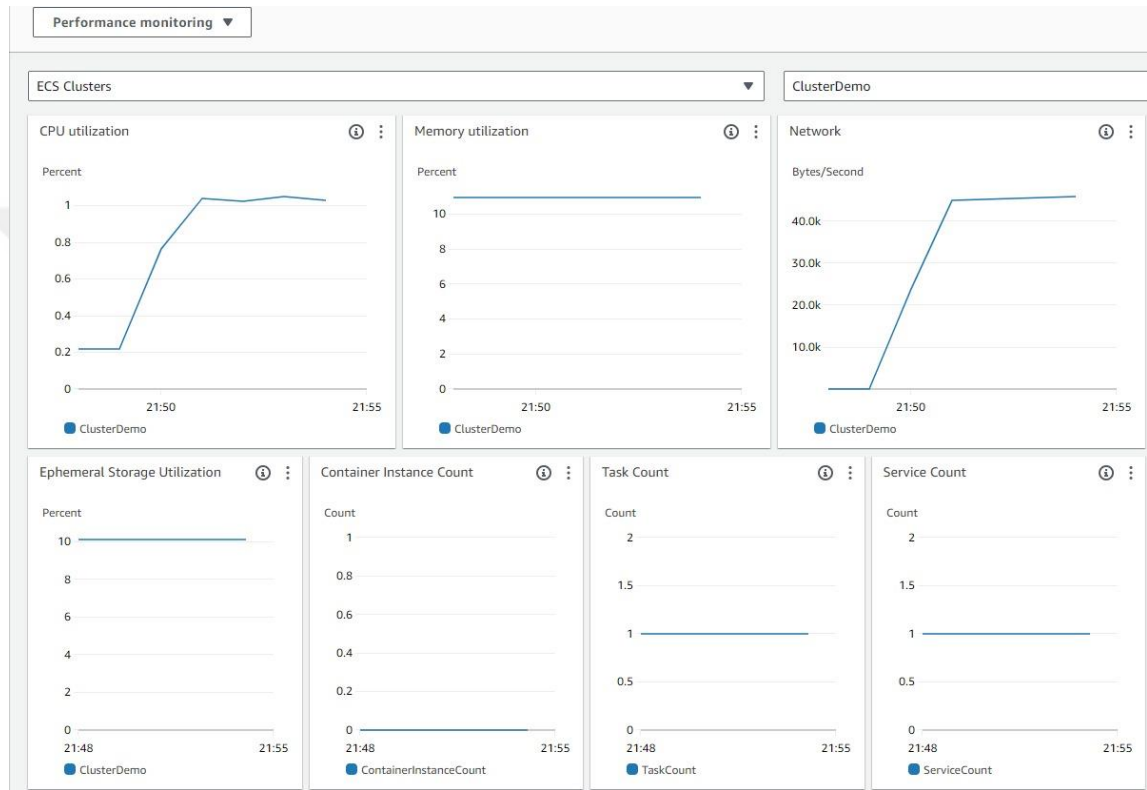 Performance monitoring
ECS Clusters
ClusterDemo
CPU utilization
Percent
1
0.8
0.6
0.4
0.2
0
21:50
21:55
ClusterDemo
Memory utilization
Percent
10
8
6
4
2
0
21:50
21:55
ClusterDemo
Network
Bytes/Second
40.0k
30.0k
20.0k
10.0k
21:50
21:55
ClusterDemo
Ephemeral Storage Utilization
Percent
10
8
6
4
2
0
21:48
21:55
ClusterDemo
Container Instance Count
Count
1
0.8
0.6
0.4
0.2
0
21:48
21:55
ContainerInstanceCount
Task Count
Count
2
1.5
1
0.5
0
21:48
21:55
TaskCount
Service Count
Count
2
1.5
1
0.5
0
21:48
21:55
ServiceCount